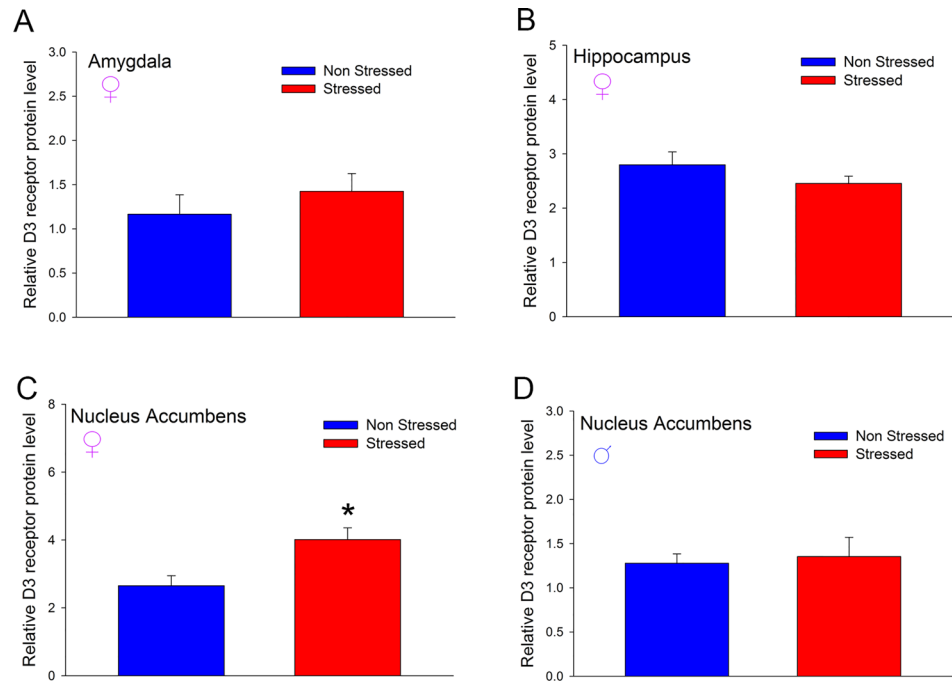 A
Amygdala
Non Stressed
Stressed
Relative D3 receptor protein level
3.0
2.5
2.0
1.5
1.0
0.5
0.0
B
Hippocampus
Non Stressed
Stressed
Relative D3 receptor protein level
5
4
3
2
1
0
C
Nucleus Accumbens
Non Stressed
Stressed
Relative D3 receptor protein level
8
6
4
2
0
*
D
Nucleus Accumbens
Non Stressed
Stressed
Relative D3 receptor protein level
3.0
2.5
2.0
1.5
1.0
0.5
0.0